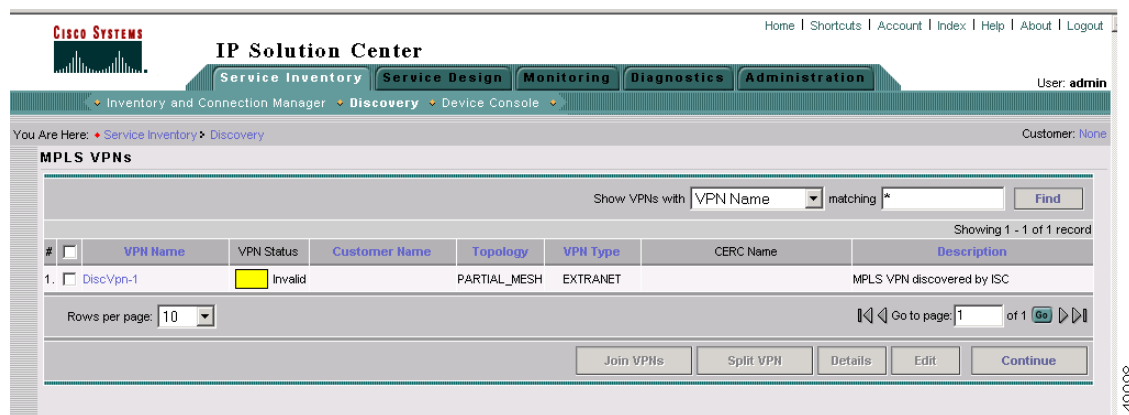 Home | Shortcuts | Account | Index | Help | About | Logout
CISCO SYSTEMS
IP Solution Center
Service Inventory Service Design Monitoring Diagnostics Administration
User: admin
Inventory and Connection Manager Discovery Device Console
You Are Here: Service Inventory Discovery Customer: None
MPLS VPNs
Show VPNs with VPN Name matching * Find
Showing 1 - 1 of 1 record
# VPN Name VPN Status Customer Name Topology VPN Type CERC Name Description
1. DiscVpn-1 Invalid PARTIAL_MESH EXTRANET MPLS VPN discovered by ISC
Rows per page: 10 Go to page: 1 of 1 Go
Join VPNs Split VPN Details Edit Continue